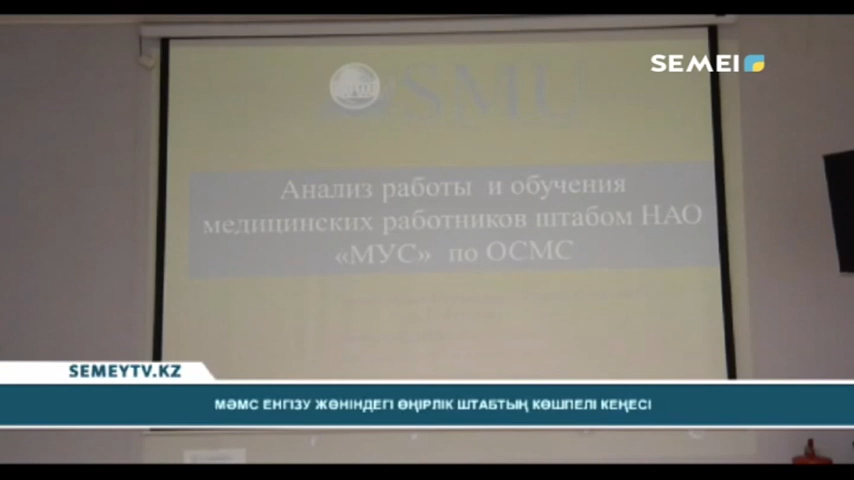 SEMEI
SMU
Анализ работы и обучения
медицинских работников штабом НАО
«МУС» по ОСМС
SEMEYTV.KZ
МӘМС ЕНГІЗУ ЖӨНІНДЕГІ ӨҢІРЛІК ШТАБТЫҢ КӨШПЕЛІ КЕҢЕСІ